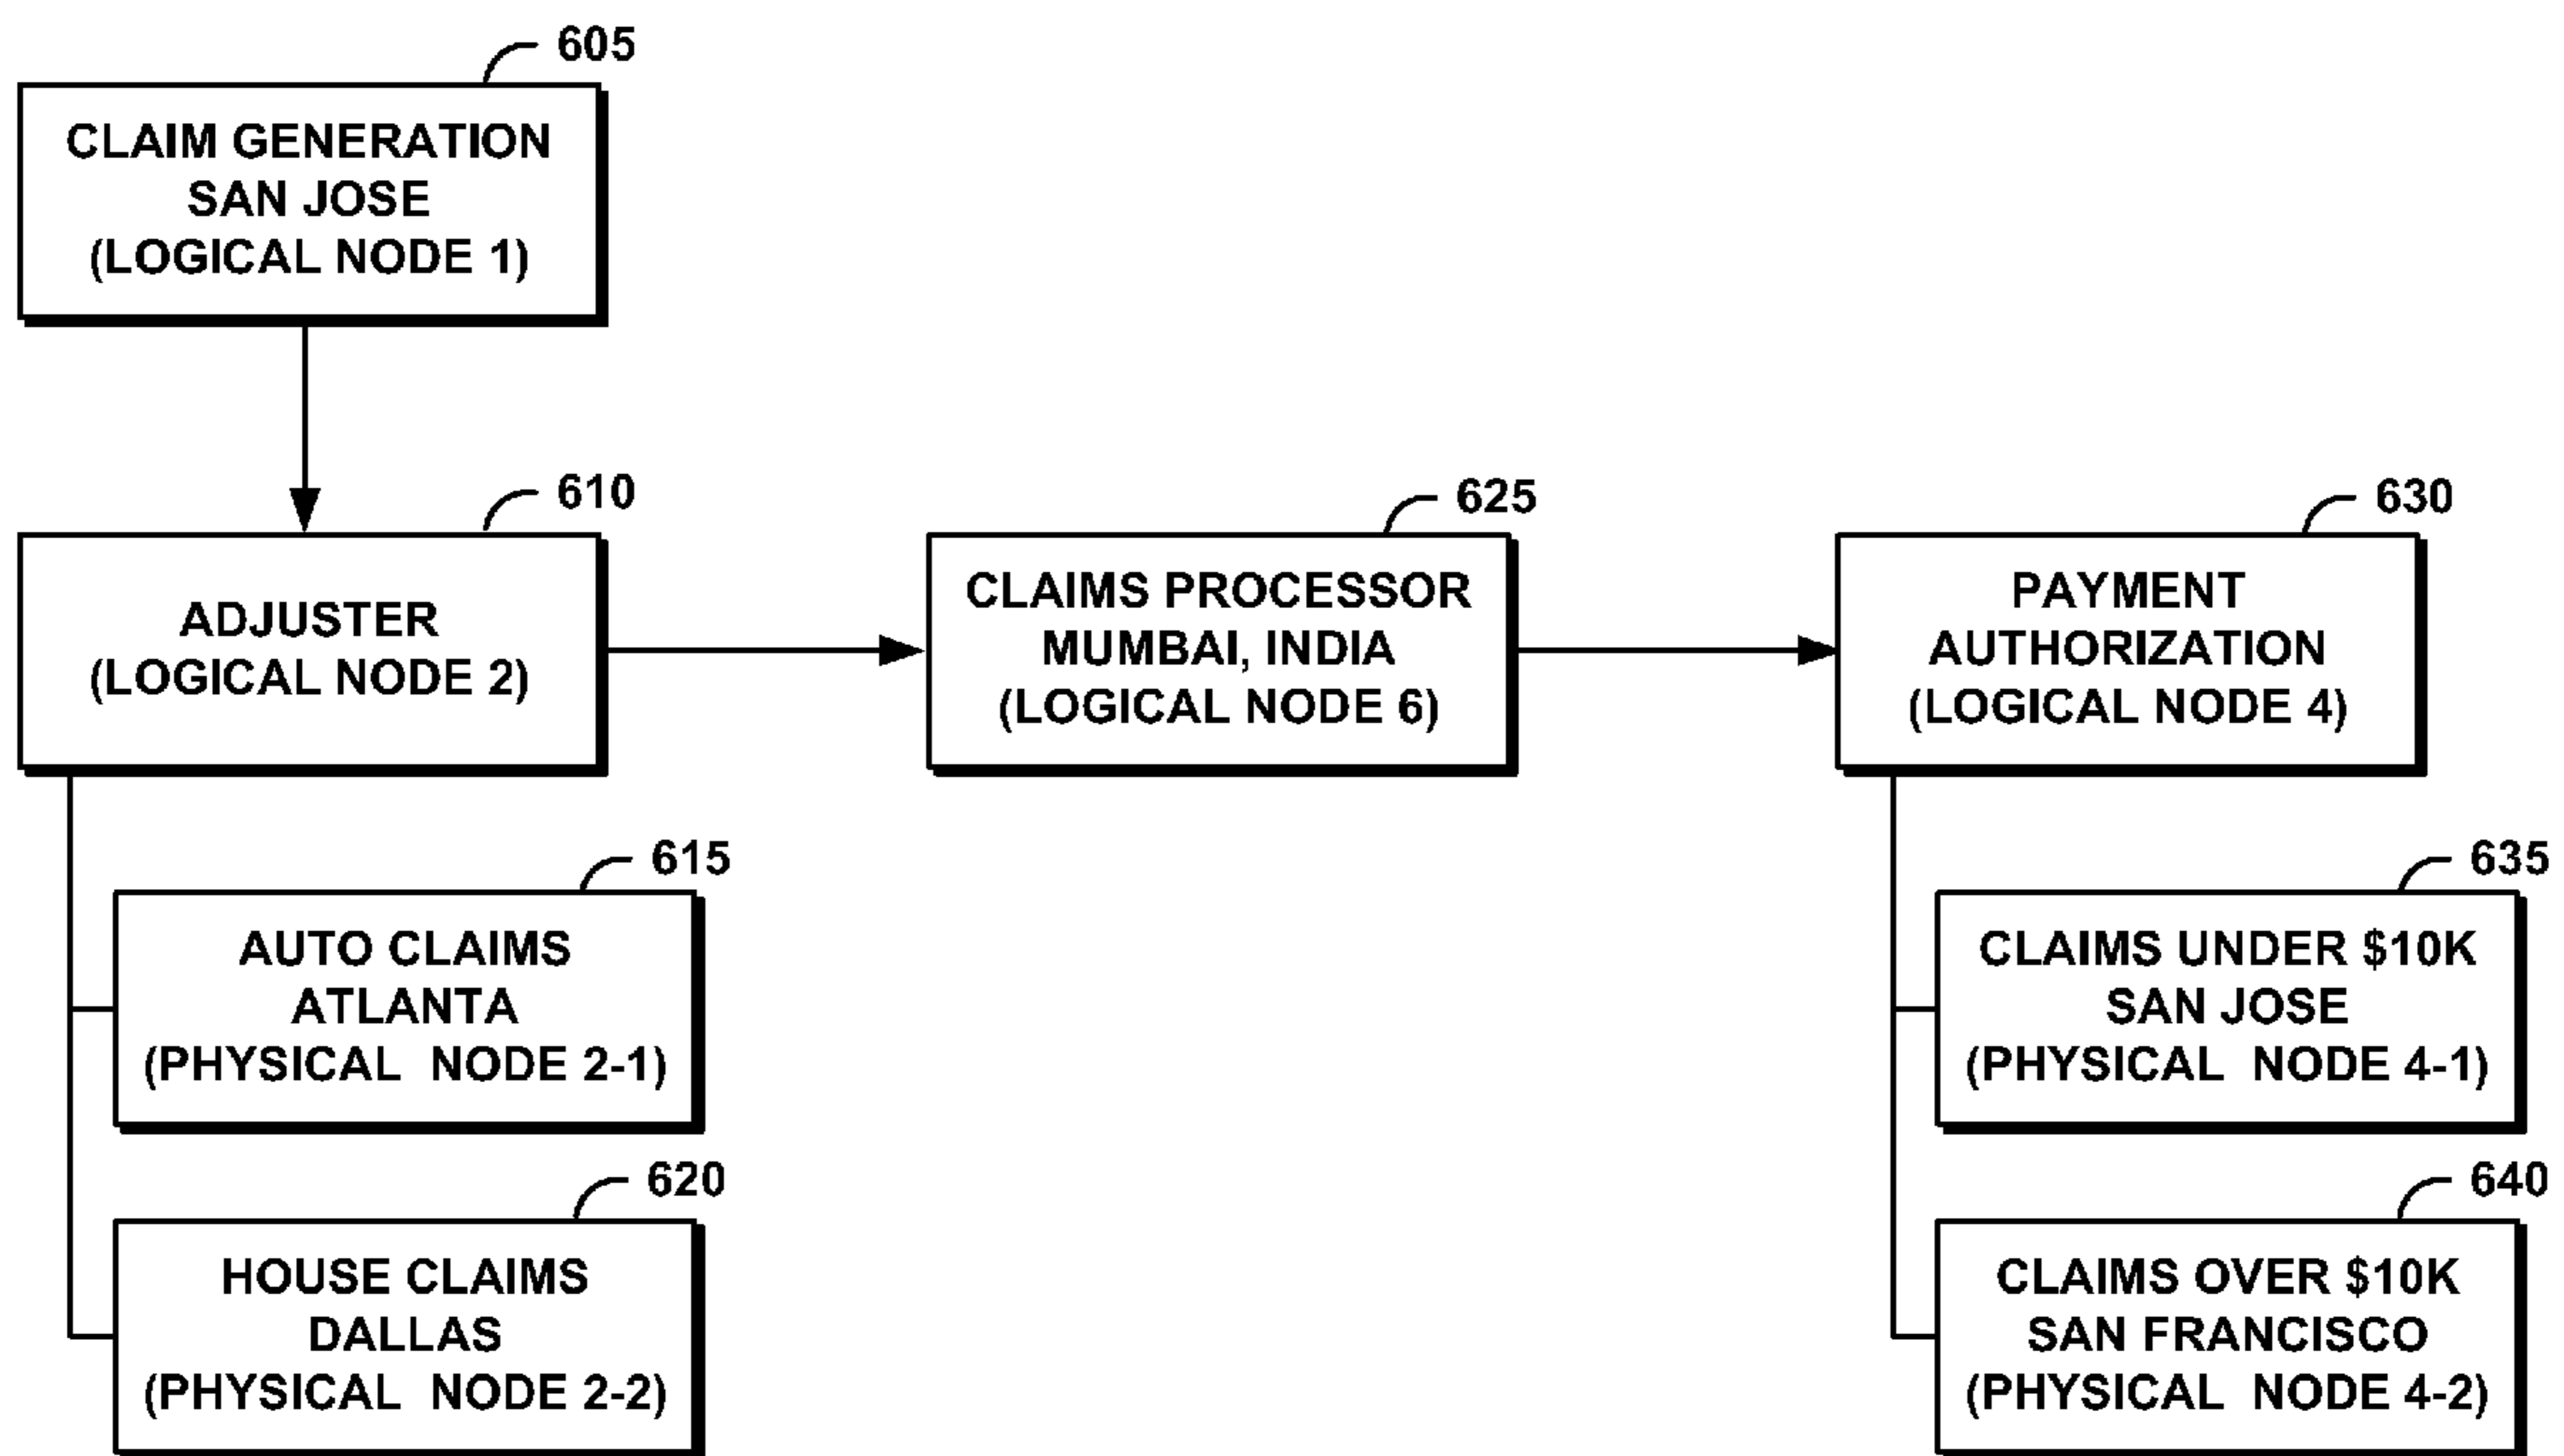 605
CLAIM GENERATION
SAN JOSE
(LOGICAL NODE 1)
610
ADJUSTER
(LOGICAL NODE 2)
625
CLAIMS PROCESSOR
MUMBAI, INDIA
(LOGICAL NODE 6)
630
PAYMENT
AUTHORIZATION
(LOGICAL NODE 4)
615
AUTO CLAIMS
ATLANTA
(PHYSICAL NODE 2-1)
620
HOUSE CLAIMS
DALLAS
(PHYSICAL NODE 2-2)
635
CLAIMS UNDER $10K
SAN JOSE
(PHYSICAL NODE 4-1)
640
CLAIMS OVER $10K
SAN FRANCISCO
(PHYSICAL NODE 4-2)